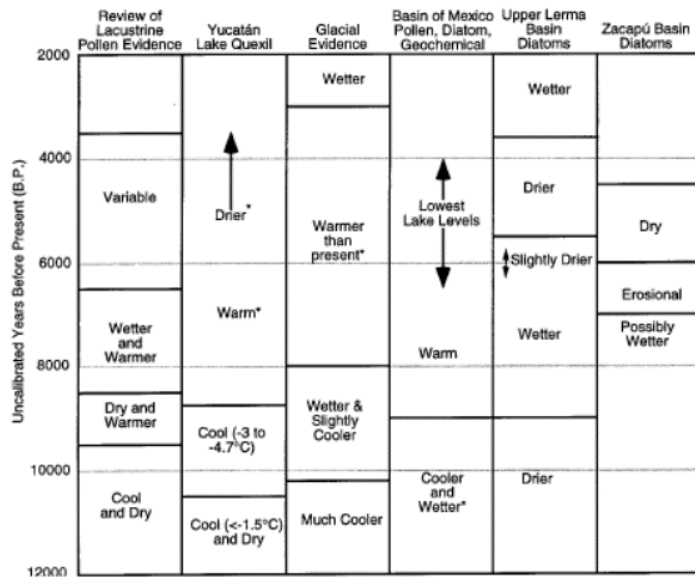 Review of
Lacustrine
Pollen Evidence
Yucatán
Lake Quexil
Glacial
Evidence
Basin of Mexico
Pollen, Diatom,
Geochemical
Upper Lerma
Basin
Diatoms
Zacapú Basin
Diatoms
Uncalibrated Years Before Present (B.P.)
2000
4000
6000
8000
10000
12000
Variable
Wetter
and
Warmer
Dry and
Warmer
Cool
and Dry
Drier*
Warm*
Cool (-3 to
-4.7°C)
Cool (<-1.5°C)
and Dry
Wetter
Warmer
than
present*
Wetter &
Slightly
Cooler
Much Cooler
Lowest
Lake Levels
Warm
Cooler
and
Wetter*
Wetter
Drier
Slightly Drier
Wetter
Drier
Dry
Erosional
Possibly
Wetter